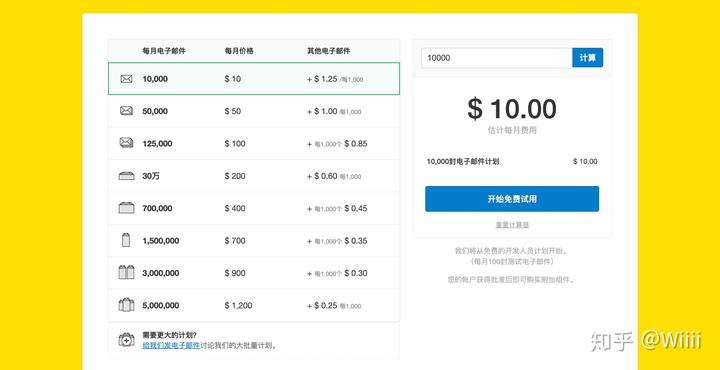 每月电子邮件 每月价格 其他电子邮件
10,000 $ 10 + $ 1.25 /每1,000
50,000 $ 50 + $ 1.00 每1,000
125,000 $ 100 + 每1,000个 $ 0.85
30万 $ 200 + $ 0.60 每1,000
700,000 $ 400 + 每1,000个 $ 0.45
1,500,000 $ 700 + 每1,000个 $ 0.35
3,000,000 $ 900 + 每1,000个 $ 0.30
5,000,000 $ 1,200 + $ 0.25 每1,000
需要更大的计划?
给我们发电子邮件讨论我们的大批量计划。
10000 计算
$ 10.00
估计每月费用
10,000封电子邮件计划 $ 10.00
开始免费试用
重置计算器
我们将从免费的开发人员计划开始。
（每月100封测试电子邮件）
您的帐户获得批准后即可购买附加组件。
知乎 @Wiiii